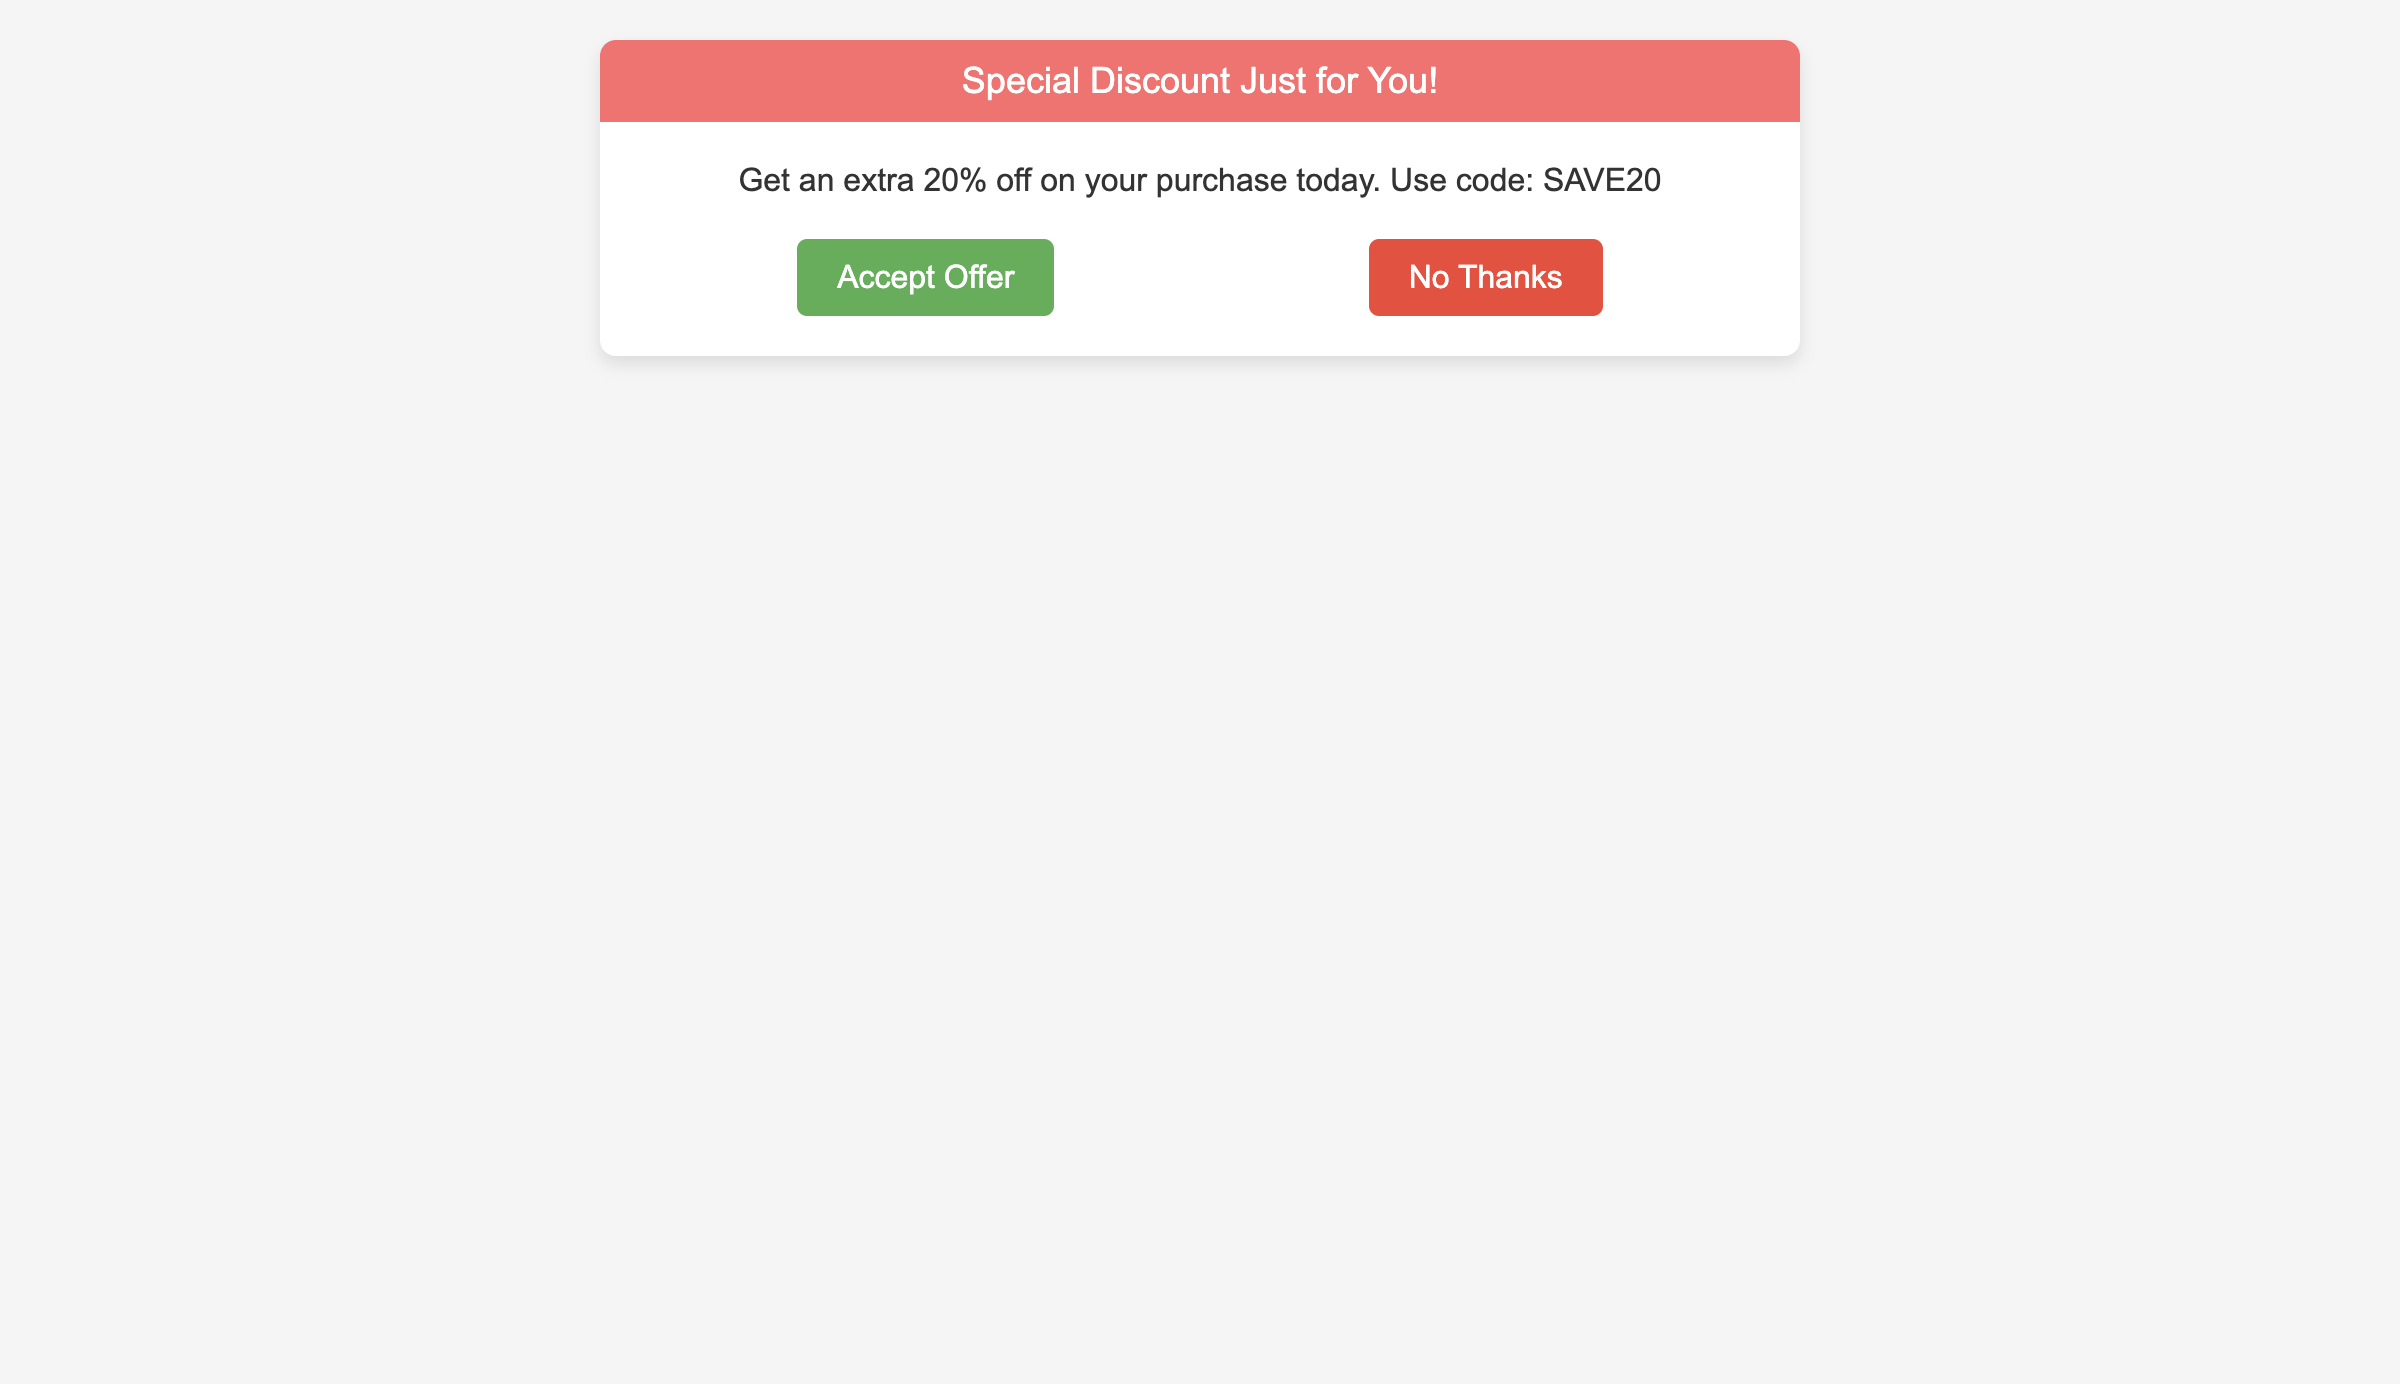 Special Discount Just for You!
Get an extra 20% off on your purchase today. Use code: SAVE20
Accept Offer
No Thanks